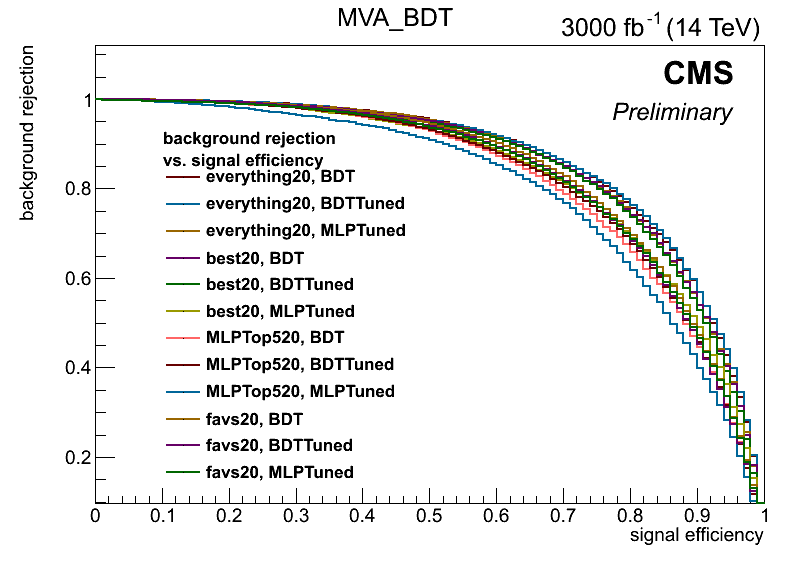 MVA_BDT
3000 fb-1 (14 TeV)
CMS
Preliminary
background rejection
1
0.8
0.6
0.4
0.2
background rejection
vs. signal efficiency
everything20, BDT
everything20, BDTTuned
everything20, MLPTuned
best20, BDT
best20, BDTTuned
best20, MLPTuned
MLPTop520, BDT
MLPTop520, BDTTuned
MLPTop520, MLPTuned
favs20, BDT
favs20, BDTTuned
favs20, MLPTuned
0 0.1 0.2 0.3 0.4 0.5 0.6 0.7 0.8 0.9 1
signal efficiency